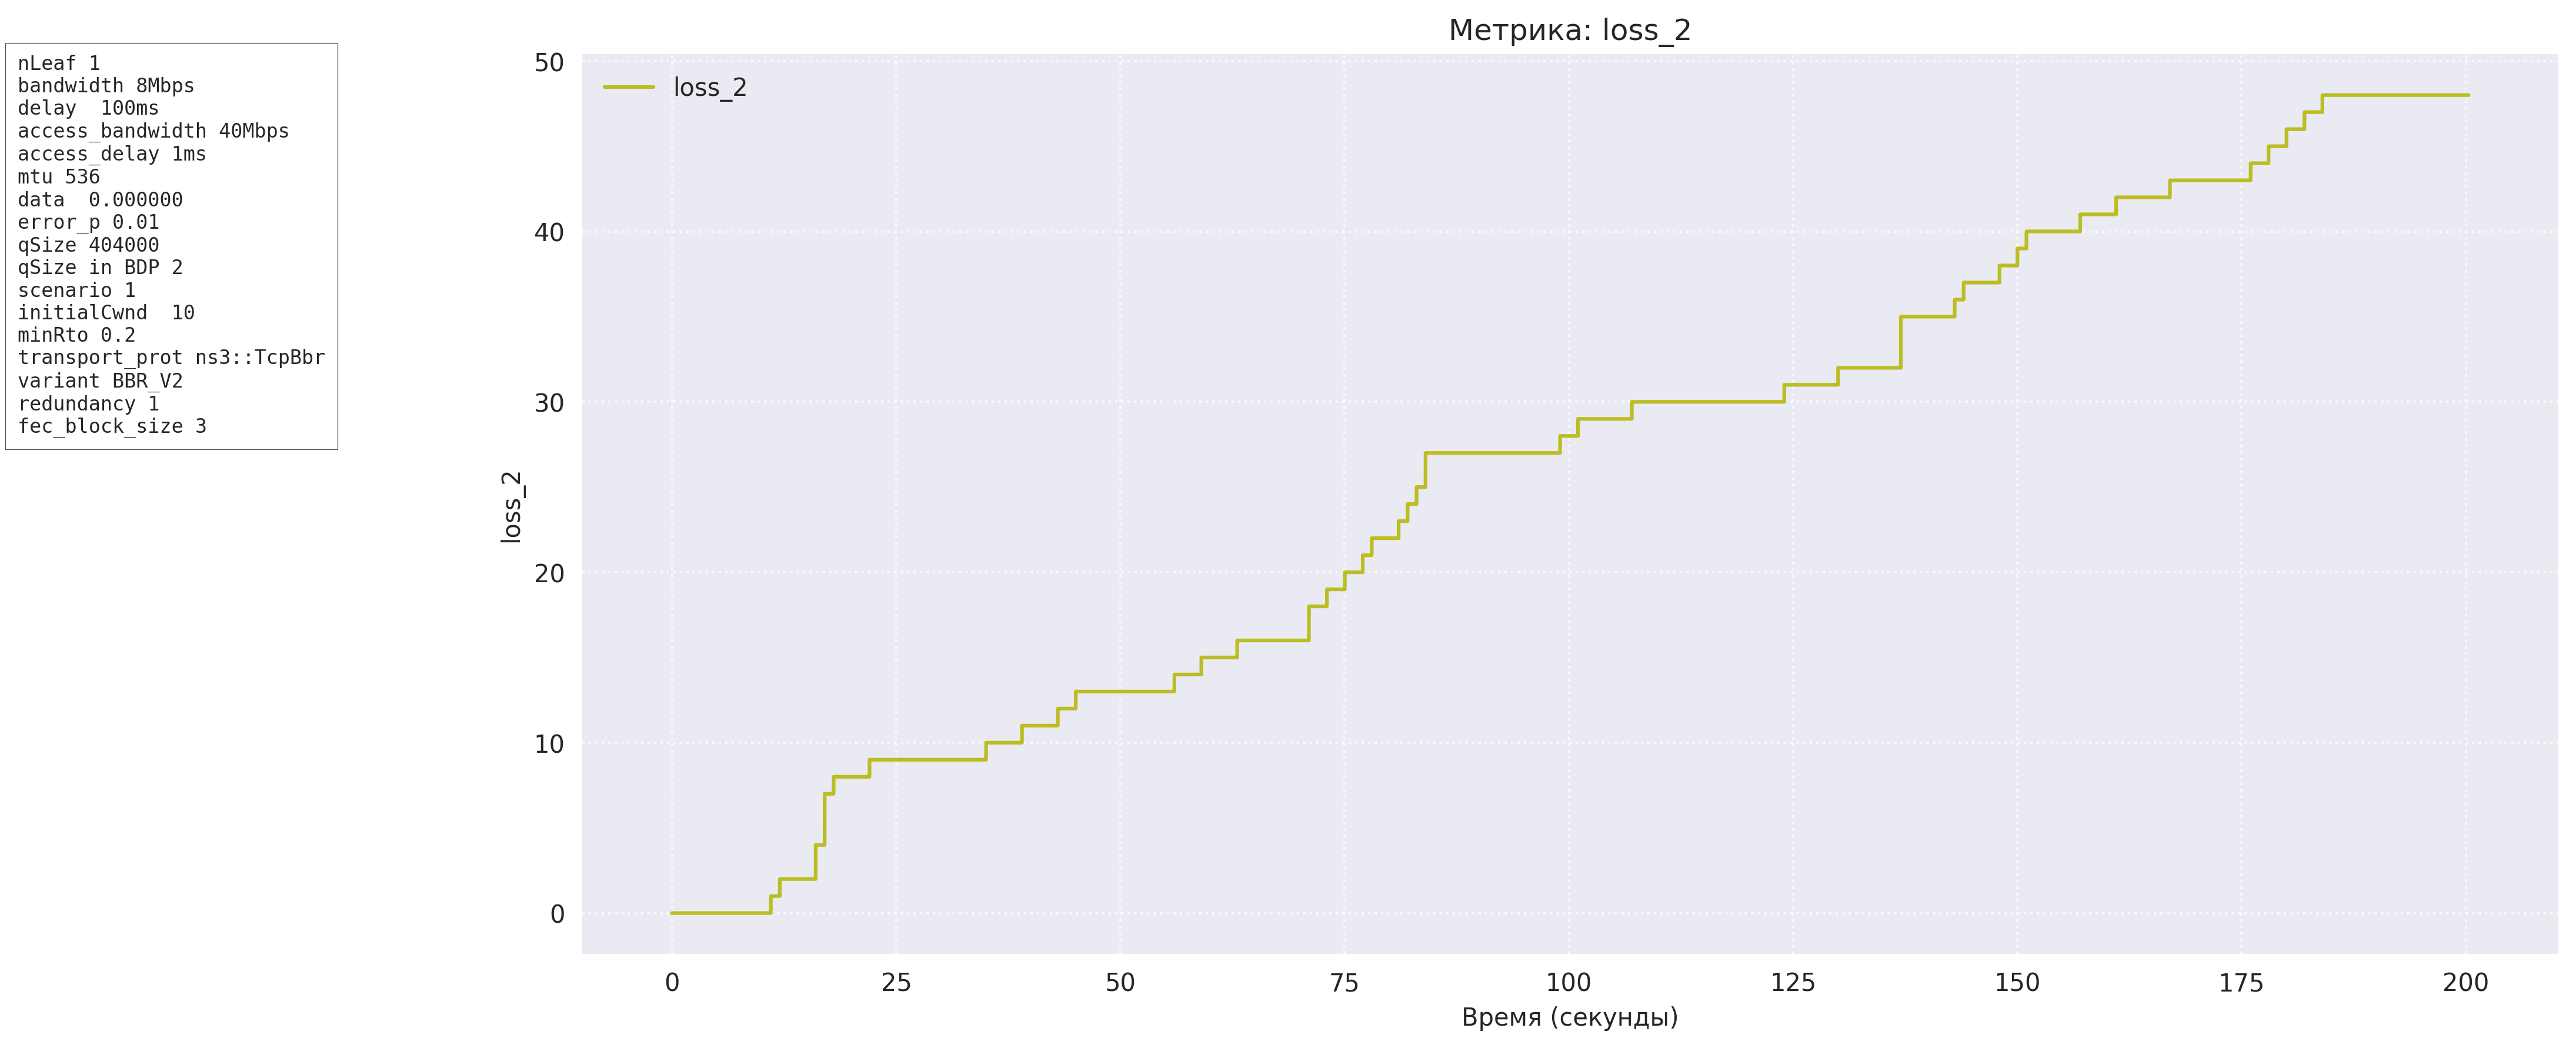 Метрика: loss_2
nLeaf 1
bandwidth 8Mbps
delay  100ms
access_bandwidth 40Mbps
access_delay 1ms
mtu 536
data  0.000000
error_p 0.01
qSize 404000
qSize in BDP 2
scenario 1
initialCwnd  10
minRto 0.2
transport_prot ns3::TcpBbr
variant BBR_V2
redundancy 1
fec_block_size 3
loss_2
loss_2
50
40
30
20
10
0
0 25 50 75 100 125 150 175 200
Время (секунды)